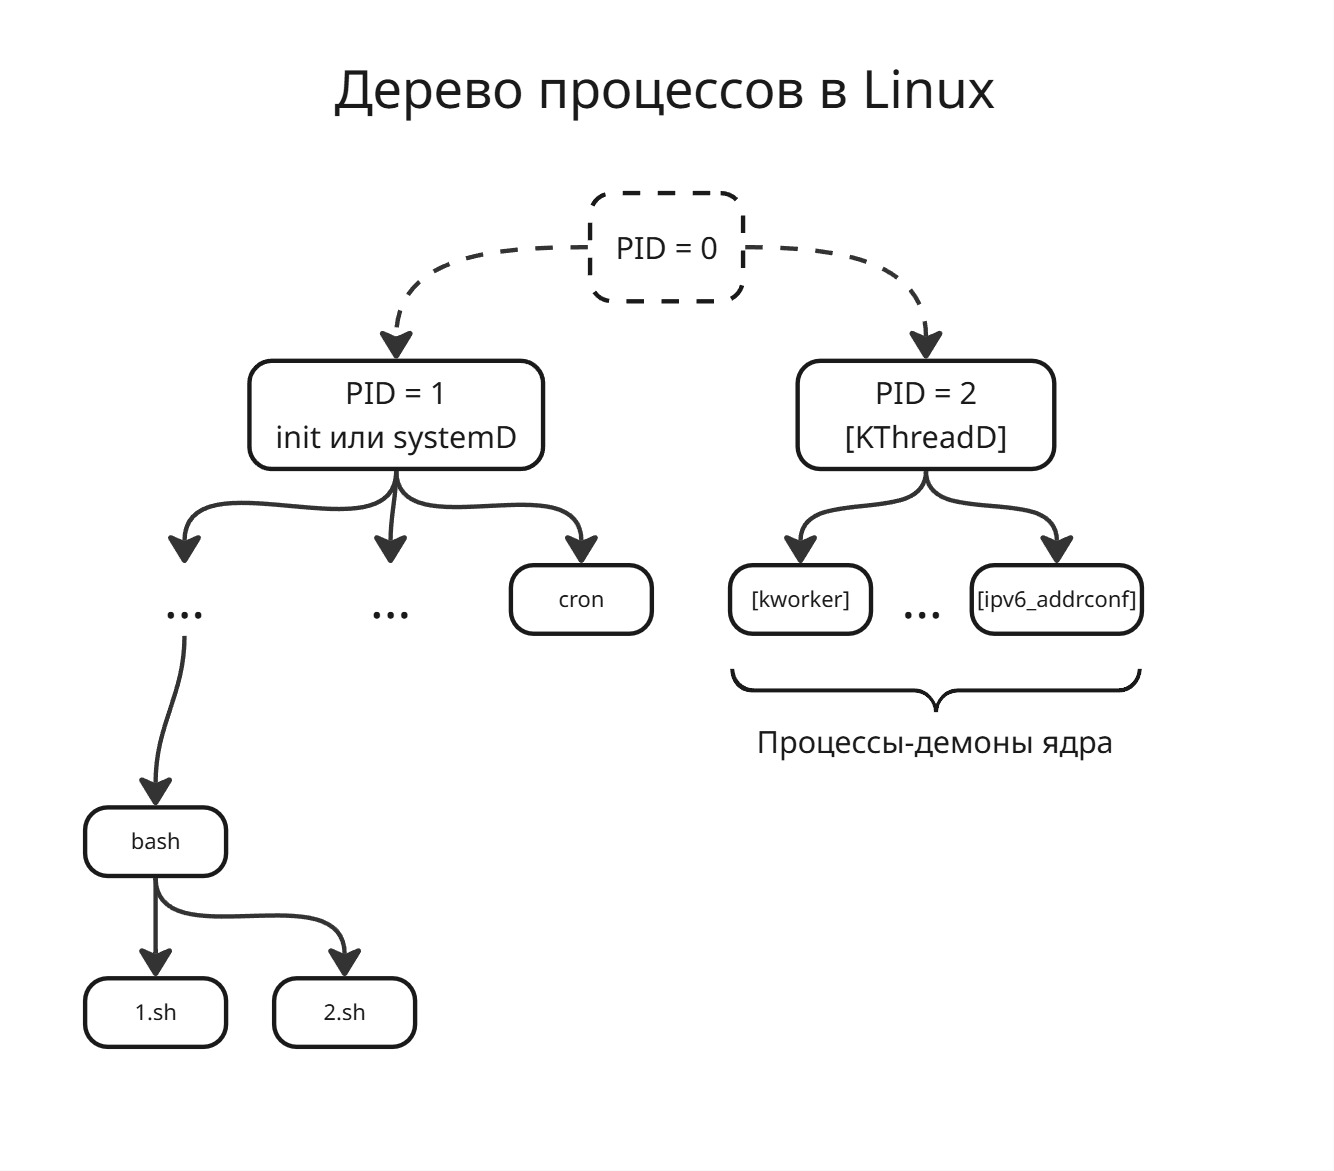 Дерево процессов в Linux
PID = 0
PID = 1
init или systemD
PID = 2
[KThreadD]
...
...
cron
[kworker]
...
[ipv6_addrconf]
Процессы-демоны ядра
bash
1.sh
2.sh